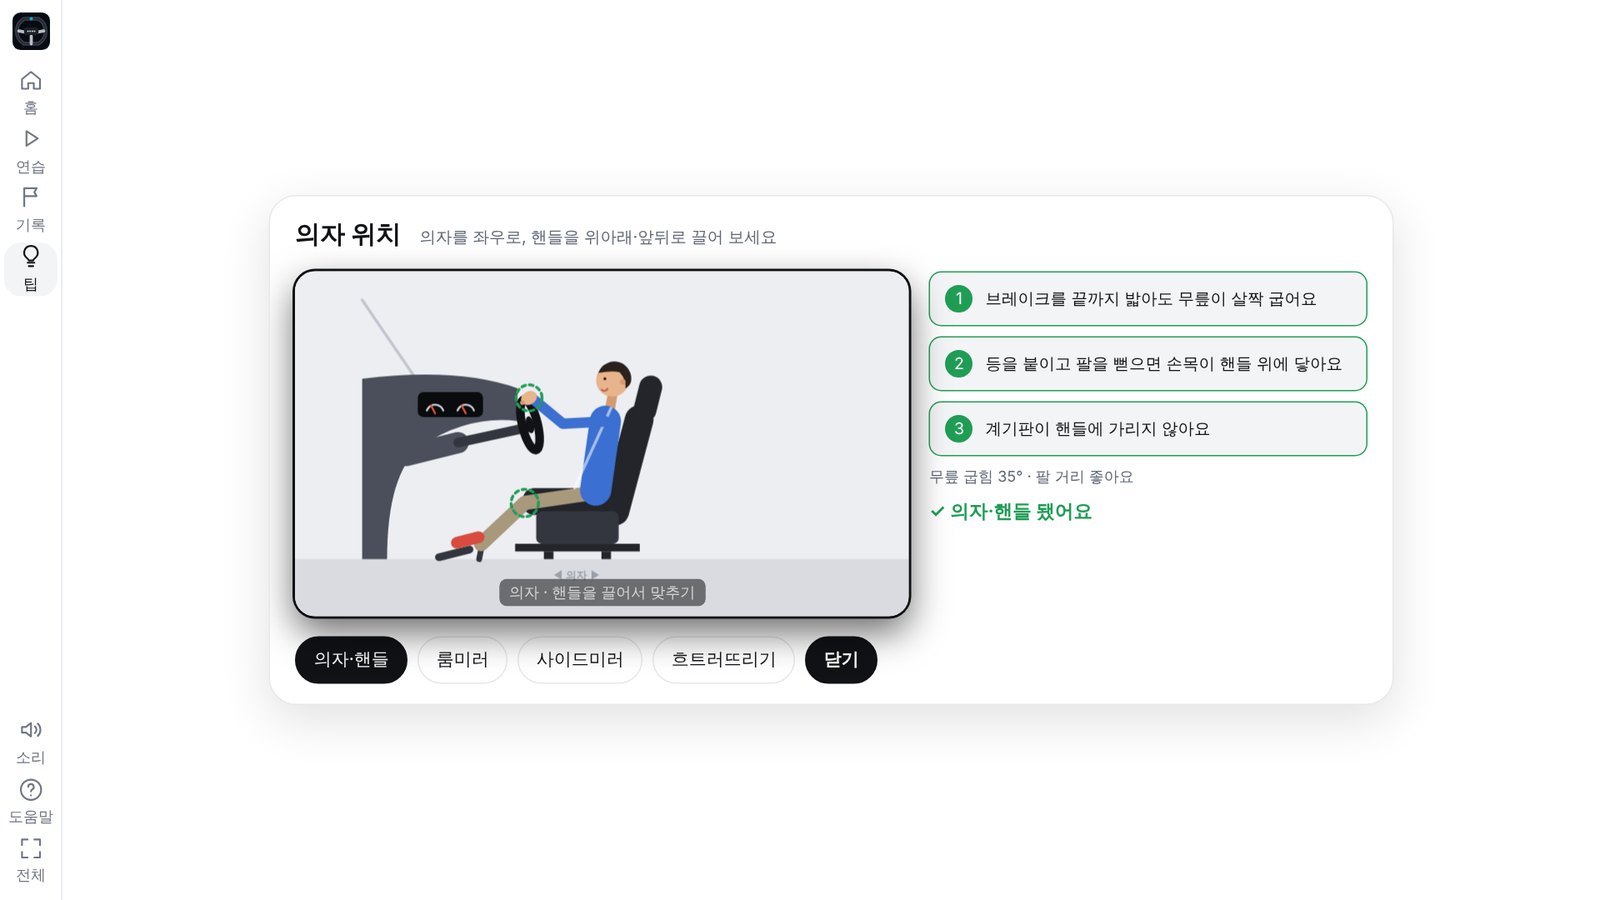 홈
연습
기록
팁
소리
도움말
전체
의자 위치 의자를 좌우로, 핸들을 위아래·앞뒤로 끌어 보세요
◀ 의자 ▶
의자 · 핸들을 끌어서 맞추기
1 브레이크를 끝까지 밟아도 무릎이 살짝 굽어요
2 등을 붙이고 팔을 뻗으면 손목이 핸들 위에 닿아요
3 계기판이 핸들에 가리지 않아요
무릎 굽힘 35° · 팔 거리 좋아요
✓ 의자·핸들 됐어요
의자·핸들 룸미러 사이드미러 흐트러뜨리기 닫기